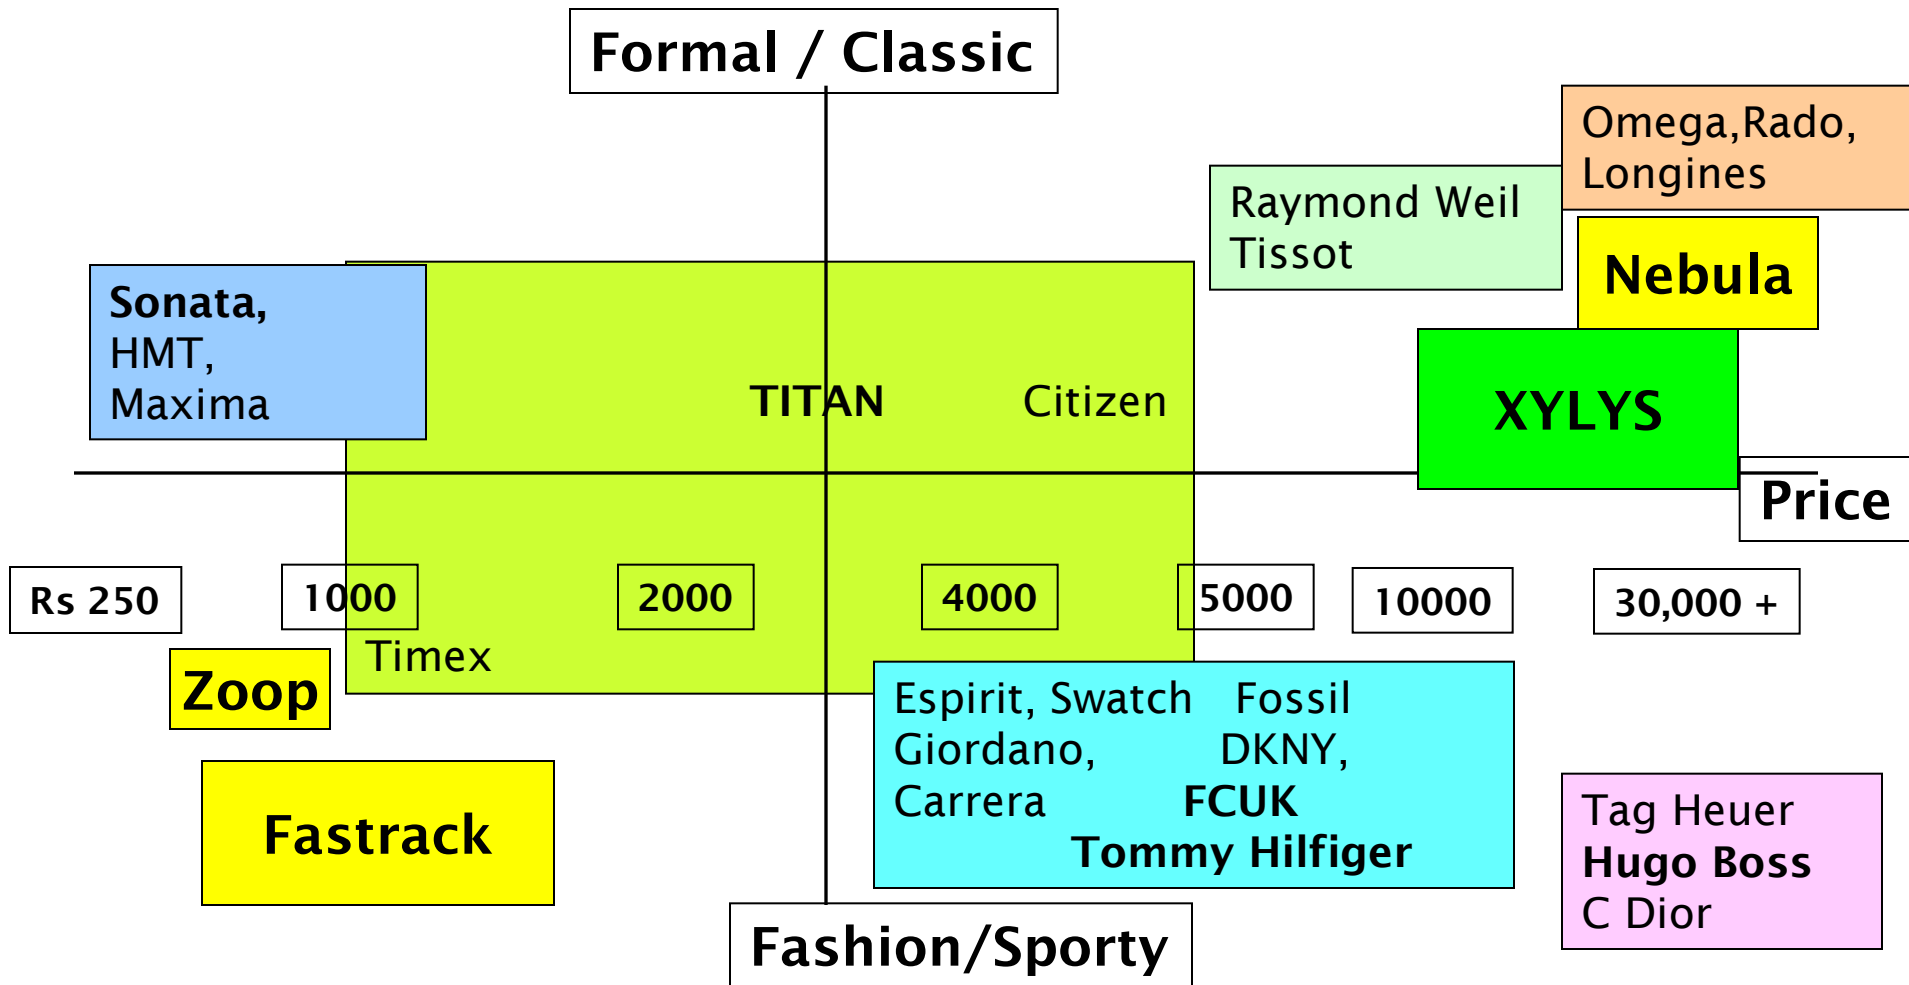 Formal / Classic
Omega,Rado,
Longines
Raymond Weil
Tissot
Nebula
Sonata,
HMT,
Maxima
TITAN
Citizen
XYLYS
Price
Rs 250
1000
2000
4000
5000
10000
30,000 +
Timex
Zoop
Fastrack
Espirit, Swatch Fossil
Giordano, DKNY,
Carrera FCUK
Tommy Hilfiger
Tag Heuer
Hugo Boss
C Dior
Fashion/Sporty